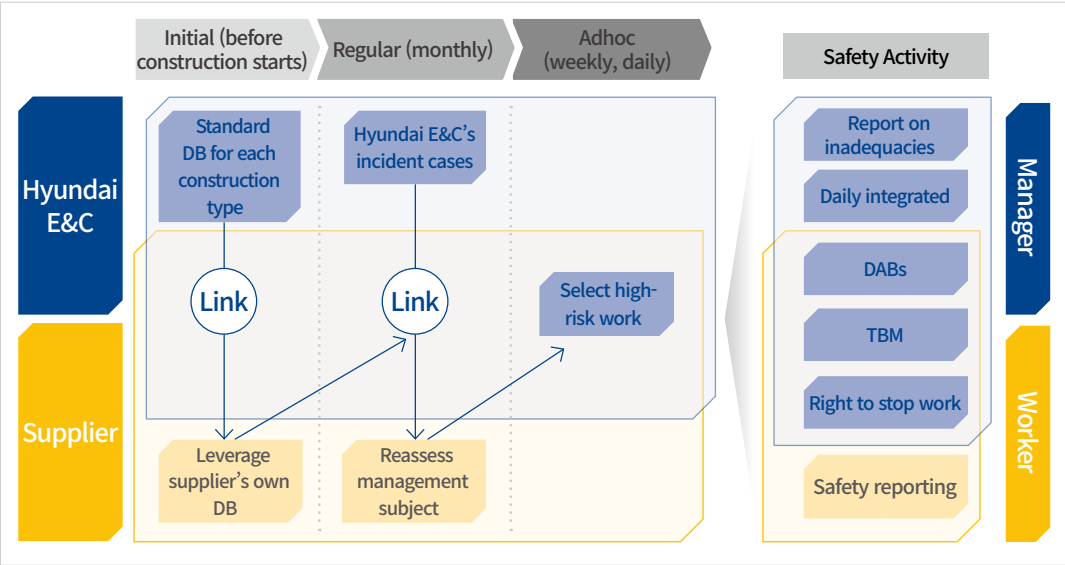 Initial (before
construction starts)
Regular (monthly)
Adhoc
(weekly, daily)
Safety Activity
Hyundai
E&C
Standard
DB for each
construction
type
Hyundai E&C's
incident cases
Link
Link
Select high-
risk work
Supplier
Leverage
supplier's own
DB
Reassess
management
subject
Report on
inadequacies
Daily integrated
DABs
TBM
Right to stop work
Safety reporting
Manager
Worker